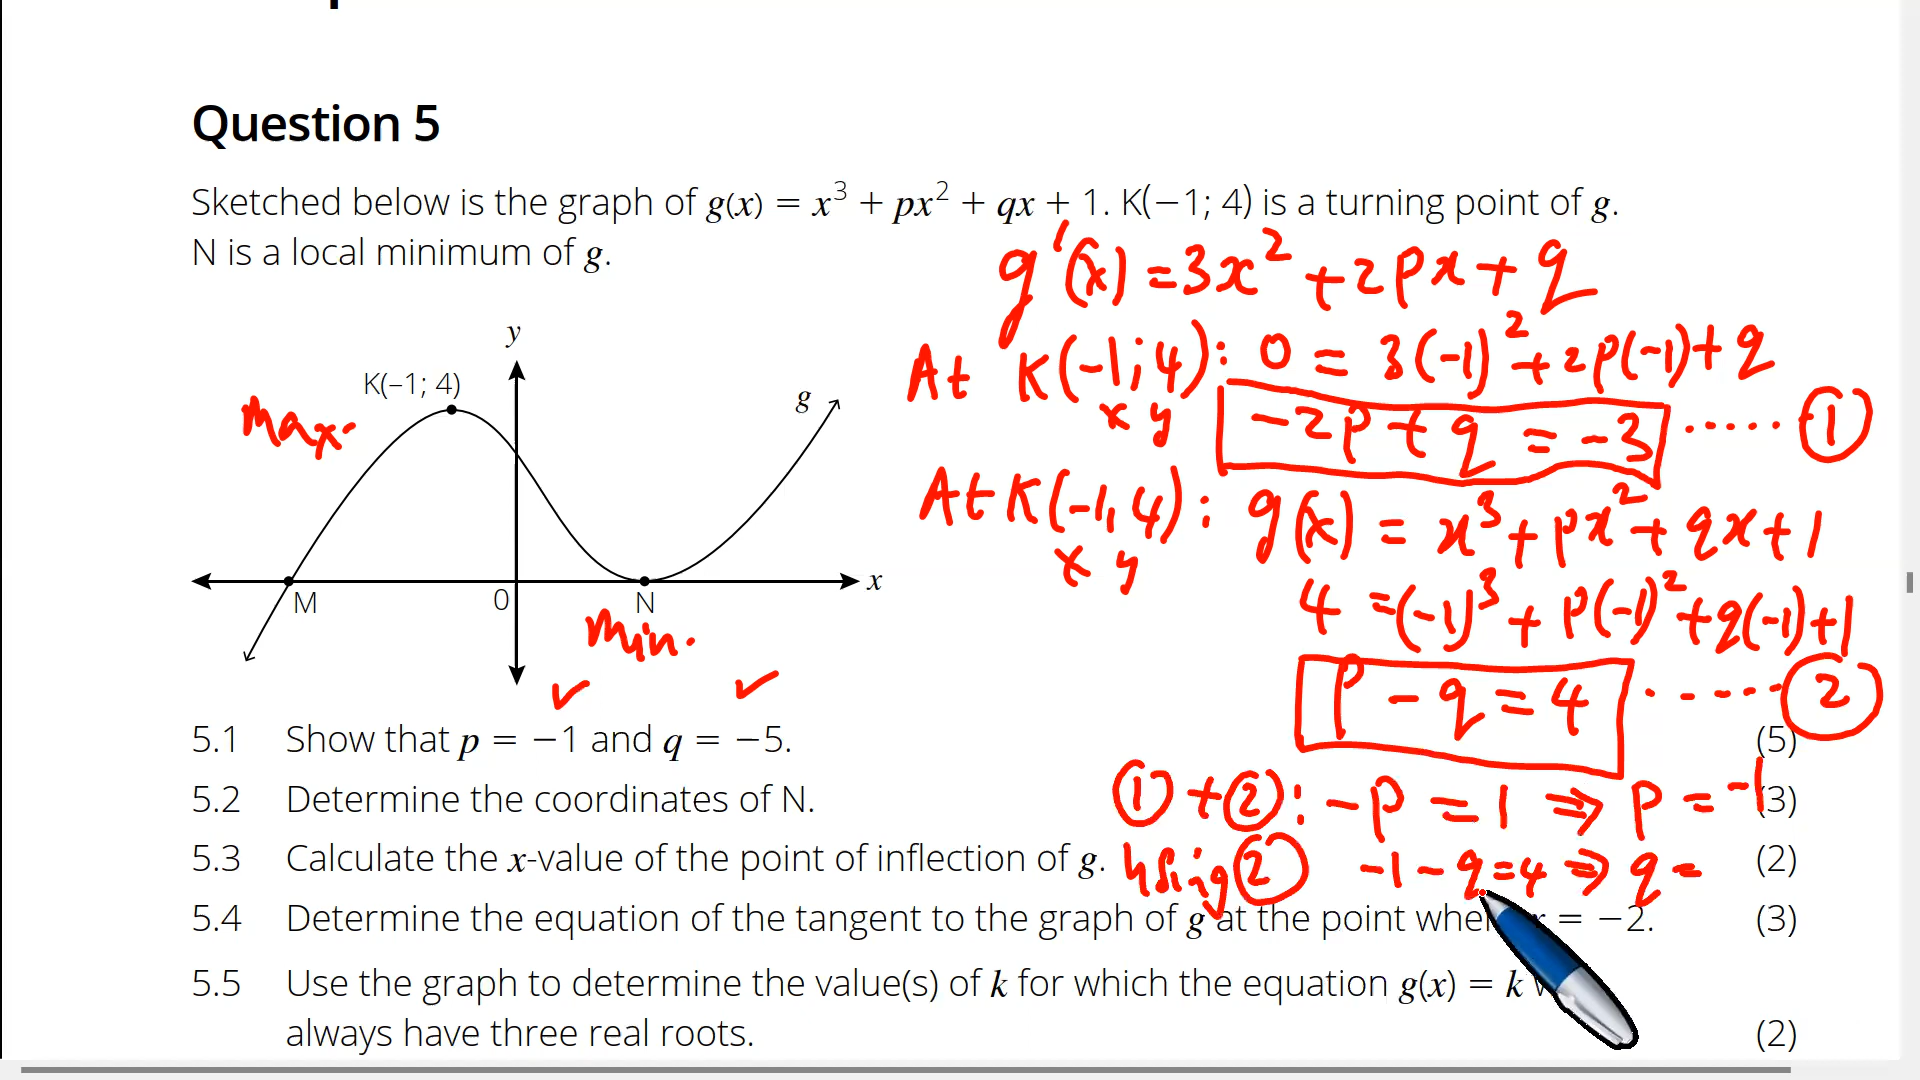 Question 5
Sketched below is the graph of g(x) = x³ + px² + qx + 1. K(−1; 4) is a turning point of g.
N is a local minimum of g.
g'(x) = 3x² + 2px + q
At K(-1; 4): 0 = 3(-1)² + 2p(-1) + q
x y
-2p + q = -3 ..... ①
At K(-1, 4): g(x) = x³ + px² + qx + 1
x y
4 = (-1)³ + p(-1)² + q(-1) + 1
p - q = 4 ..... ②
① + ②: -p = 1 ⇒ p = -1
using ② -1 - q = 4 ⇒ q =
y
K(–1; 4)
g
max.
x
M
0
N
min.
✓ ✓
5.1 Show that p = −1 and q = −5. (5)
5.2 Determine the coordinates of N. (3)
5.3 Calculate the x-value of the point of inflection of g. (2)
5.4 Determine the equation of the tangent to the graph of g at the point x = −2. (3)
5.5 Use the graph to determine the value(s) of k for which the equation g(x) = k
always have three real roots. (2)